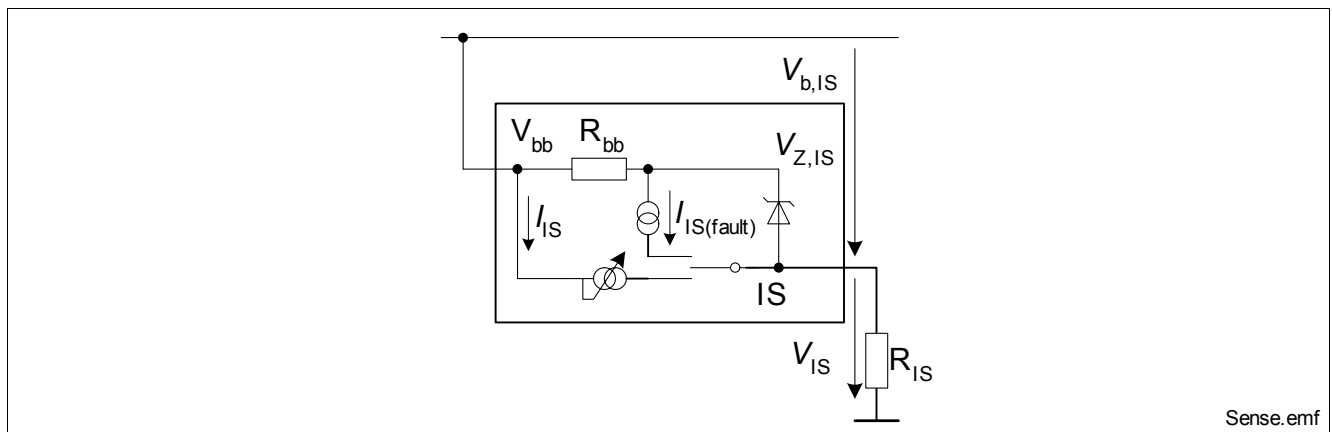 V_b,IS
V_bb R_bb V_Z,IS
I_IS I_IS(fault)
IS
V_IS R_IS
Sense.emf